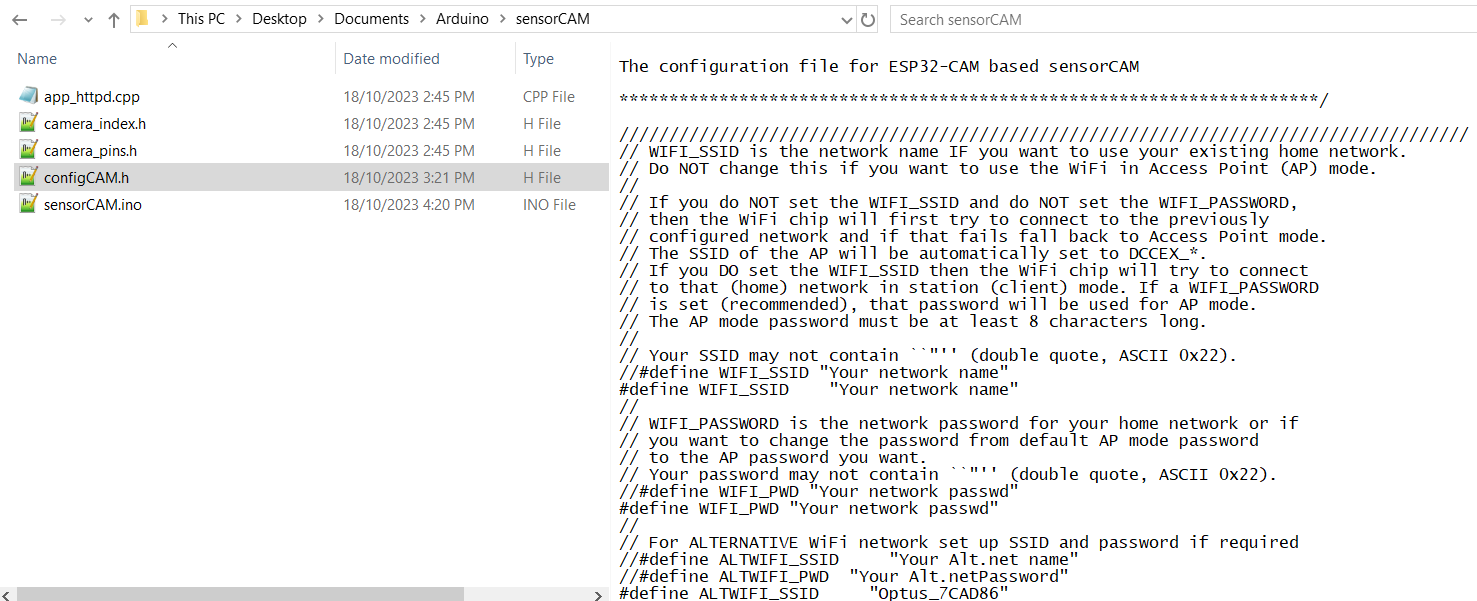 This PC > Desktop > Documents > Arduino > sensorCAM
Search sensorCAM
Name Date modified Type
app_httpd.cpp 18/10/2023 2:45 PM CPP File
camera_index.h 18/10/2023 2:45 PM H File
camera_pins.h 18/10/2023 2:45 PM H File
configCAM.h 18/10/2023 3:21 PM H File
sensorCAM.ino 18/10/2023 4:20 PM INO File
The configuration file for ESP32-CAM based sensorCAM
**********************************************************************/
/////////////////////////////////////////////////////////////////////////////////////
// WIFI_SSID is the network name IF you want to use your existing home network.
// Do NOT change this if you want to use the WiFi in Access Point (AP) mode.
//
// If you do NOT set the WIFI_SSID and do NOT set the WIFI_PASSWORD,
// then the WiFi chip will first try to connect to the previously
// configured network and if that fails fall back to Access Point mode.
// The SSID of the AP will be automatically set to DCCEX_*.
// If you DO set the WIFI_SSID then the WiFi chip will try to connect
// to that (home) network in station (client) mode. If a WIFI_PASSWORD
// is set (recommended), that password will be used for AP mode.
// The AP mode password must be at least 8 characters long.
//
// Your SSID may not contain ``"'' (double quote, ASCII 0x22).
//#define WIFI_SSID "Your network name"
#define WIFI_SSID    "Your network name"
//
// WIFI_PASSWORD is the network password for your home network or if
// you want to change the password from default AP mode password
// to the AP password you want.
// Your password may not contain ``"'' (double quote, ASCII 0x22).
//#define WIFI_PWD "Your network passwd"
#define WIFI_PWD "Your network passwd"
//
// For ALTERNATIVE WiFi network set up SSID and password if required
//#define ALTWIFI_SSID     "Your Alt.net name"
//#define ALTWIFI_PWD  "Your Alt.netPassword"
#define ALTWIFI_SSID     "Optus_7CAD86"